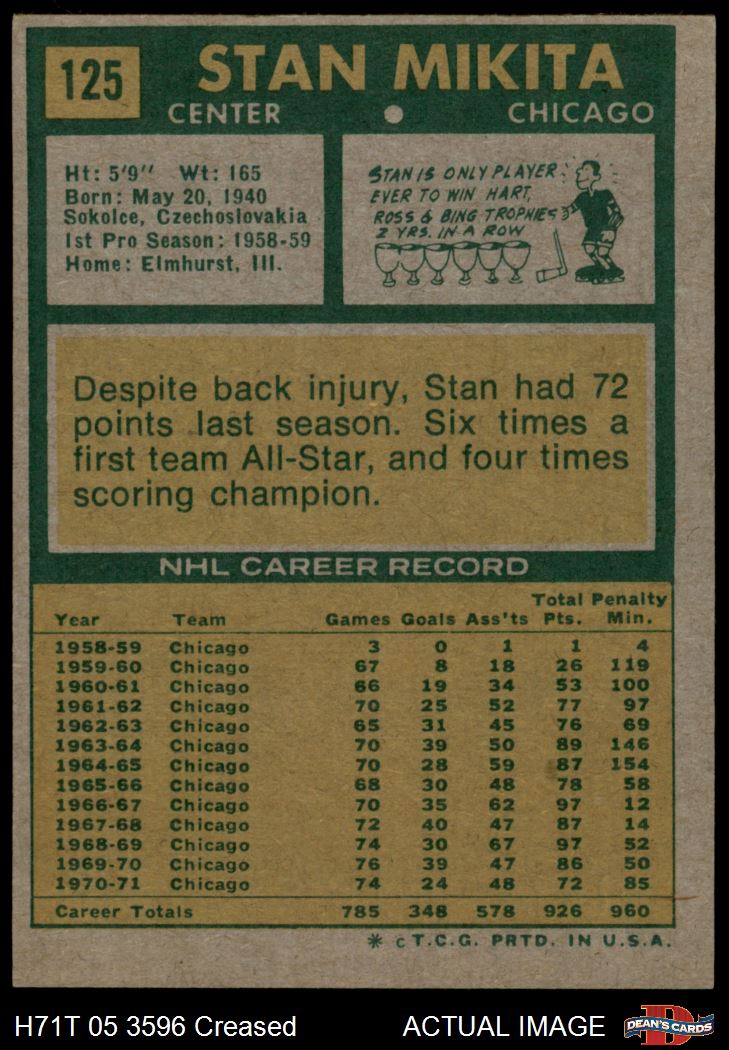 125
STAN MIKITA
CENTER CHICAGO
Ht: 5'9'' Wt: 165
Born: May 20, 1940
Sokolce, Czechoslovakia
1st Pro Season: 1958-59
Home: Elmhurst, Ill.
STAN IS ONLY PLAYER
EVER TO WIN HART,
ROSS & BING TROPHIES
2 YRS. IN A ROW
Despite back injury, Stan had 72
points last season. Six times a
first team All-Star, and four times
scoring champion.
NHL CAREER RECORD
Total Penalty
Year Team Games Goals Ass'ts Pts. Min.
1958-59 Chicago 3 0 1 1 4
1959-60 Chicago 67 8 18 26 119
1960-61 Chicago 66 19 34 53 100
1961-62 Chicago 70 25 52 77 97
1962-63 Chicago 65 31 45 76 69
1963-64 Chicago 70 39 50 89 146
1964-65 Chicago 70 28 59 87 154
1965-66 Chicago 68 30 48 78 58
1966-67 Chicago 70 35 62 97 12
1967-68 Chicago 72 40 47 87 14
1968-69 Chicago 74 30 67 97 52
1969-70 Chicago 76 39 47 86 50
1970-71 Chicago 74 24 48 72 85
Career Totals 785 348 578 926 960
* c T.C.G. PRTD. IN U.S.A.
H71T 05 3596 Creased ACTUAL IMAGE
D
DEAN'S CARDS